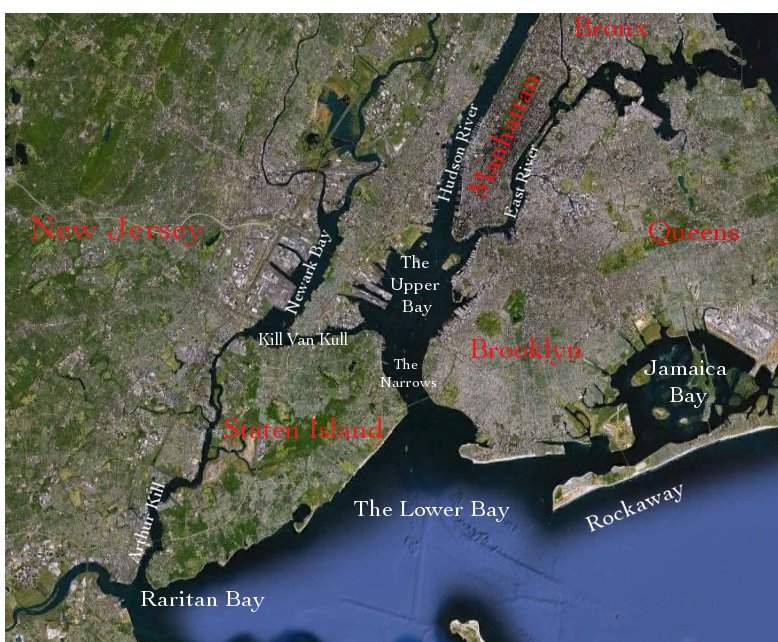 Bronx
Manhattan
Hudson River
East River
New Jersey
Queens
Newark Bay
The
Upper
Bay
Kill Van Kull
Brooklyn
The
Narrows
Jamaica
Bay
Staten Island
Arthur Kill
The Lower Bay
Rockaway
Raritan Bay